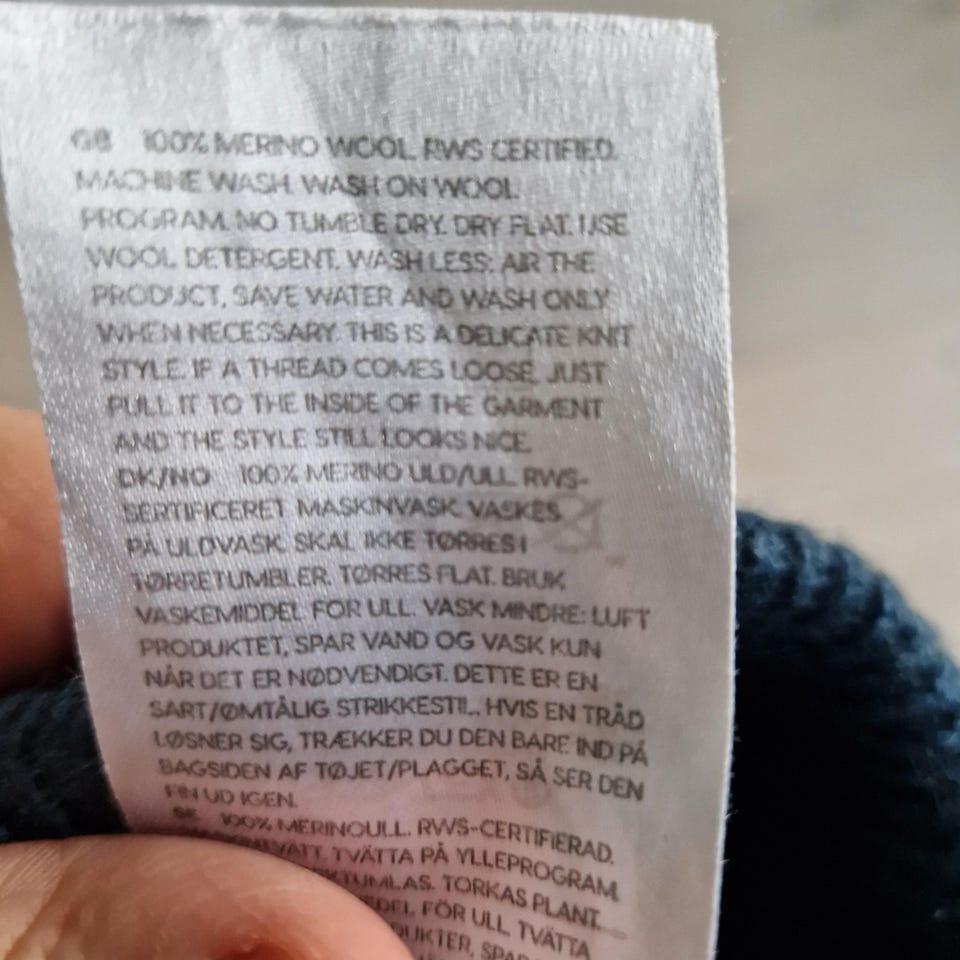 GB 100% MERINO WOOL. RWS CERTIFIED.
MACHINE WASH. WASH ON WOOL
PROGRAM. NO TUMBLE DRY. DRY FLAT. USE
WOOL DETERGENT. WASH LESS: AIR THE
PRODUCT, SAVE WATER AND WASH ONLY
WHEN NECESSARY. THIS IS A DELICATE KNIT
STYLE. IF A THREAD COMES LOOSE, JUST
PULL IT TO THE INSIDE OF THE GARMENT
AND THE STYLE STILL LOOKS NICE.
DK/NO 100% MERINO ULD/ULL. RWS-
SERTIFICERET. MASKINVASK. VASKES
PÅ ULDVASK. SKAL IKKE TØRRES I
TØRRETUMBLER. TØRRES FLAT. BRUK
VASKEMIDDEL FOR ULL. VASK MINDRE: LUFT
PRODUKTET, SPAR VAND OG VASK KUN
NÅR DET ER NØDVENDIGT. DETTE ER EN
SART/ØMTÅLIG STRIKKESTIL. HVIS EN TRÅD
LØSNER SIG, TRÆKKER DU DEN BARE IND PÅ
BAGSIDEN AF TØJET/PLAGGET, SÅ SER DEN
FIN UD IGEN.
SE 100% MERINOULL. RWS-CERTIFIERAD.
TVÄTTA PÅ YLLEPROGRAM.
TORKAS PLANT.
FÖR ULL. TVÄTTA